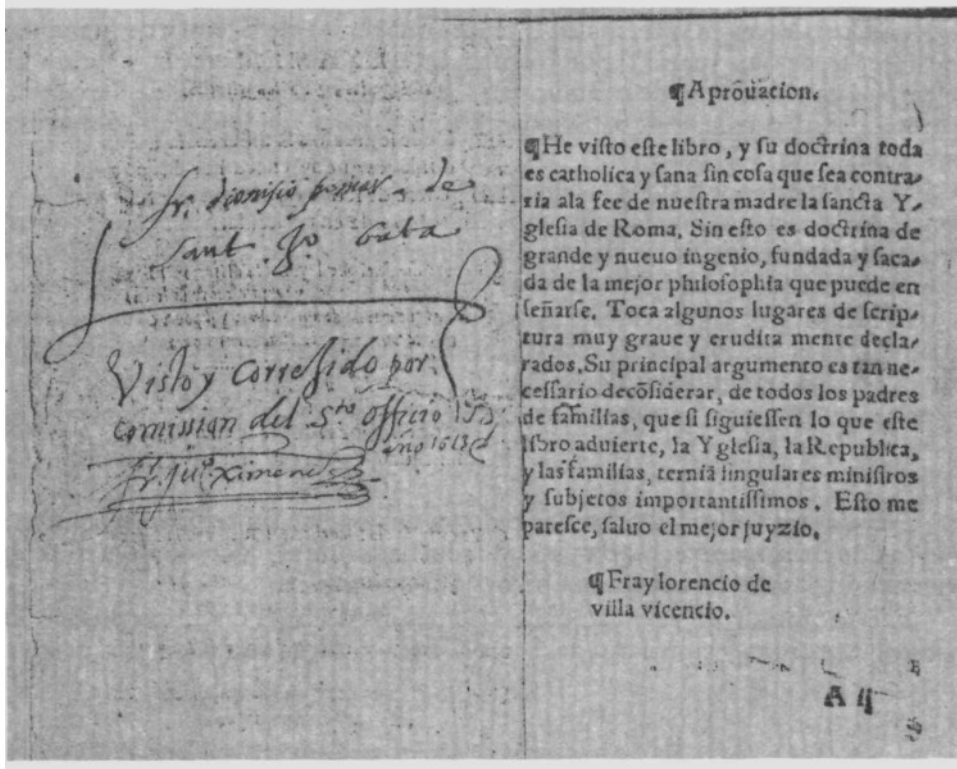 fr. dionisio pomar de
sant Jo. bata
Visto y corregido por
comission del S.to officio
año 1613
fr. Ju.o Ximenez
¶Aprouacion.
¶He visto este libro, y su doctrina toda
es catholica y sana sin cosa que sea contra-
ria ala fee de nuestra madre la sancta Y-
glesia de Roma. Sin esto es doctrina de
grande y nueuo ingenio, fundada y saca-
da de la mejor philosophia que puede en
señarse. Toca algunos lugares de scrip-
tura muy graue y erudita mente decla-
rados. Su principal argumento es tan ne-
cessario decõsiderar, de todos los padres
de familias, que si siguiessen lo que este
libro aduierte, la Yglesia, la Republica,
y las familias, terniã singulares ministros
y subjetos importantissimos. Esto me
paresce, saluo el mejor juyzio.
¶Fray lorencio de
villa vicencio.
A ij